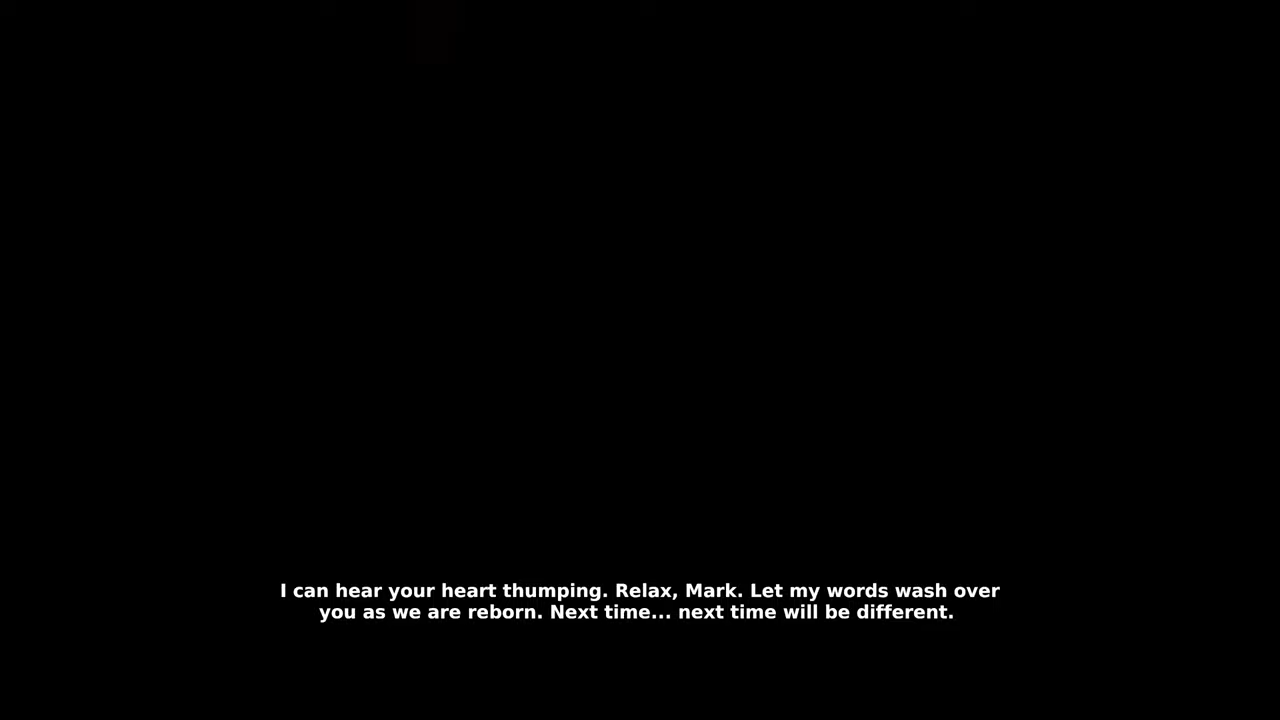 I can hear your heart thumping. Relax, Mark. Let my words wash over
you as we are reborn. Next time... next time will be different.